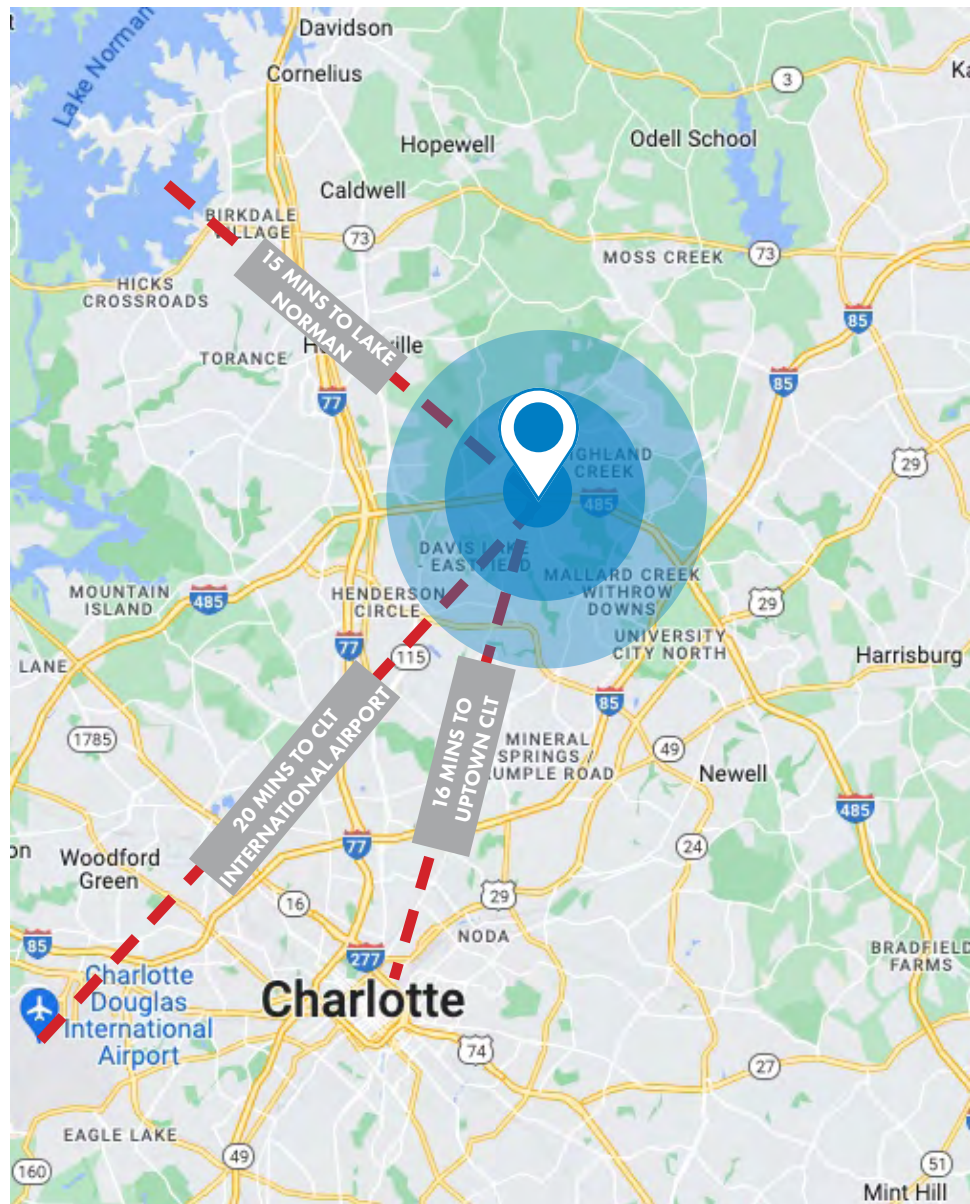 Davidson
Lake Norman
Cornelius
3
Hopewell
Odell School
Caldwell
BIRKDALE
VILLAGE
73
MOSS CREEK
73
HICKS
CROSSROADS
15 MINS TO LAKE
NORMAN
85
TORANCE
85
77
HIGHLAND
CREEK
29
485
DAVIS LAKE
- EASTFIELD
MALLARD CREEK
- WITHROW
DOWNS
MOUNTAIN
ISLAND
485
HENDERSON
CIRCLE
29
77
UNIVERSITY
CITY NORTH
115
LANE
Harrisburg
85
1785
20 MINS TO CLT
INTERNATIONAL AIRPORT
16 MINS TO
UPTOWN CLT
MINERAL
SPRINGS /
RUMPLE ROAD
49
Newell
485
77
24
Woodford
Green
16
29
NODA
85
277
BRADFIELD
FARMS
Charlotte
Douglas
International
Airport
Charlotte
74
27
EAGLE LAKE
49
160
51
Mint Hill